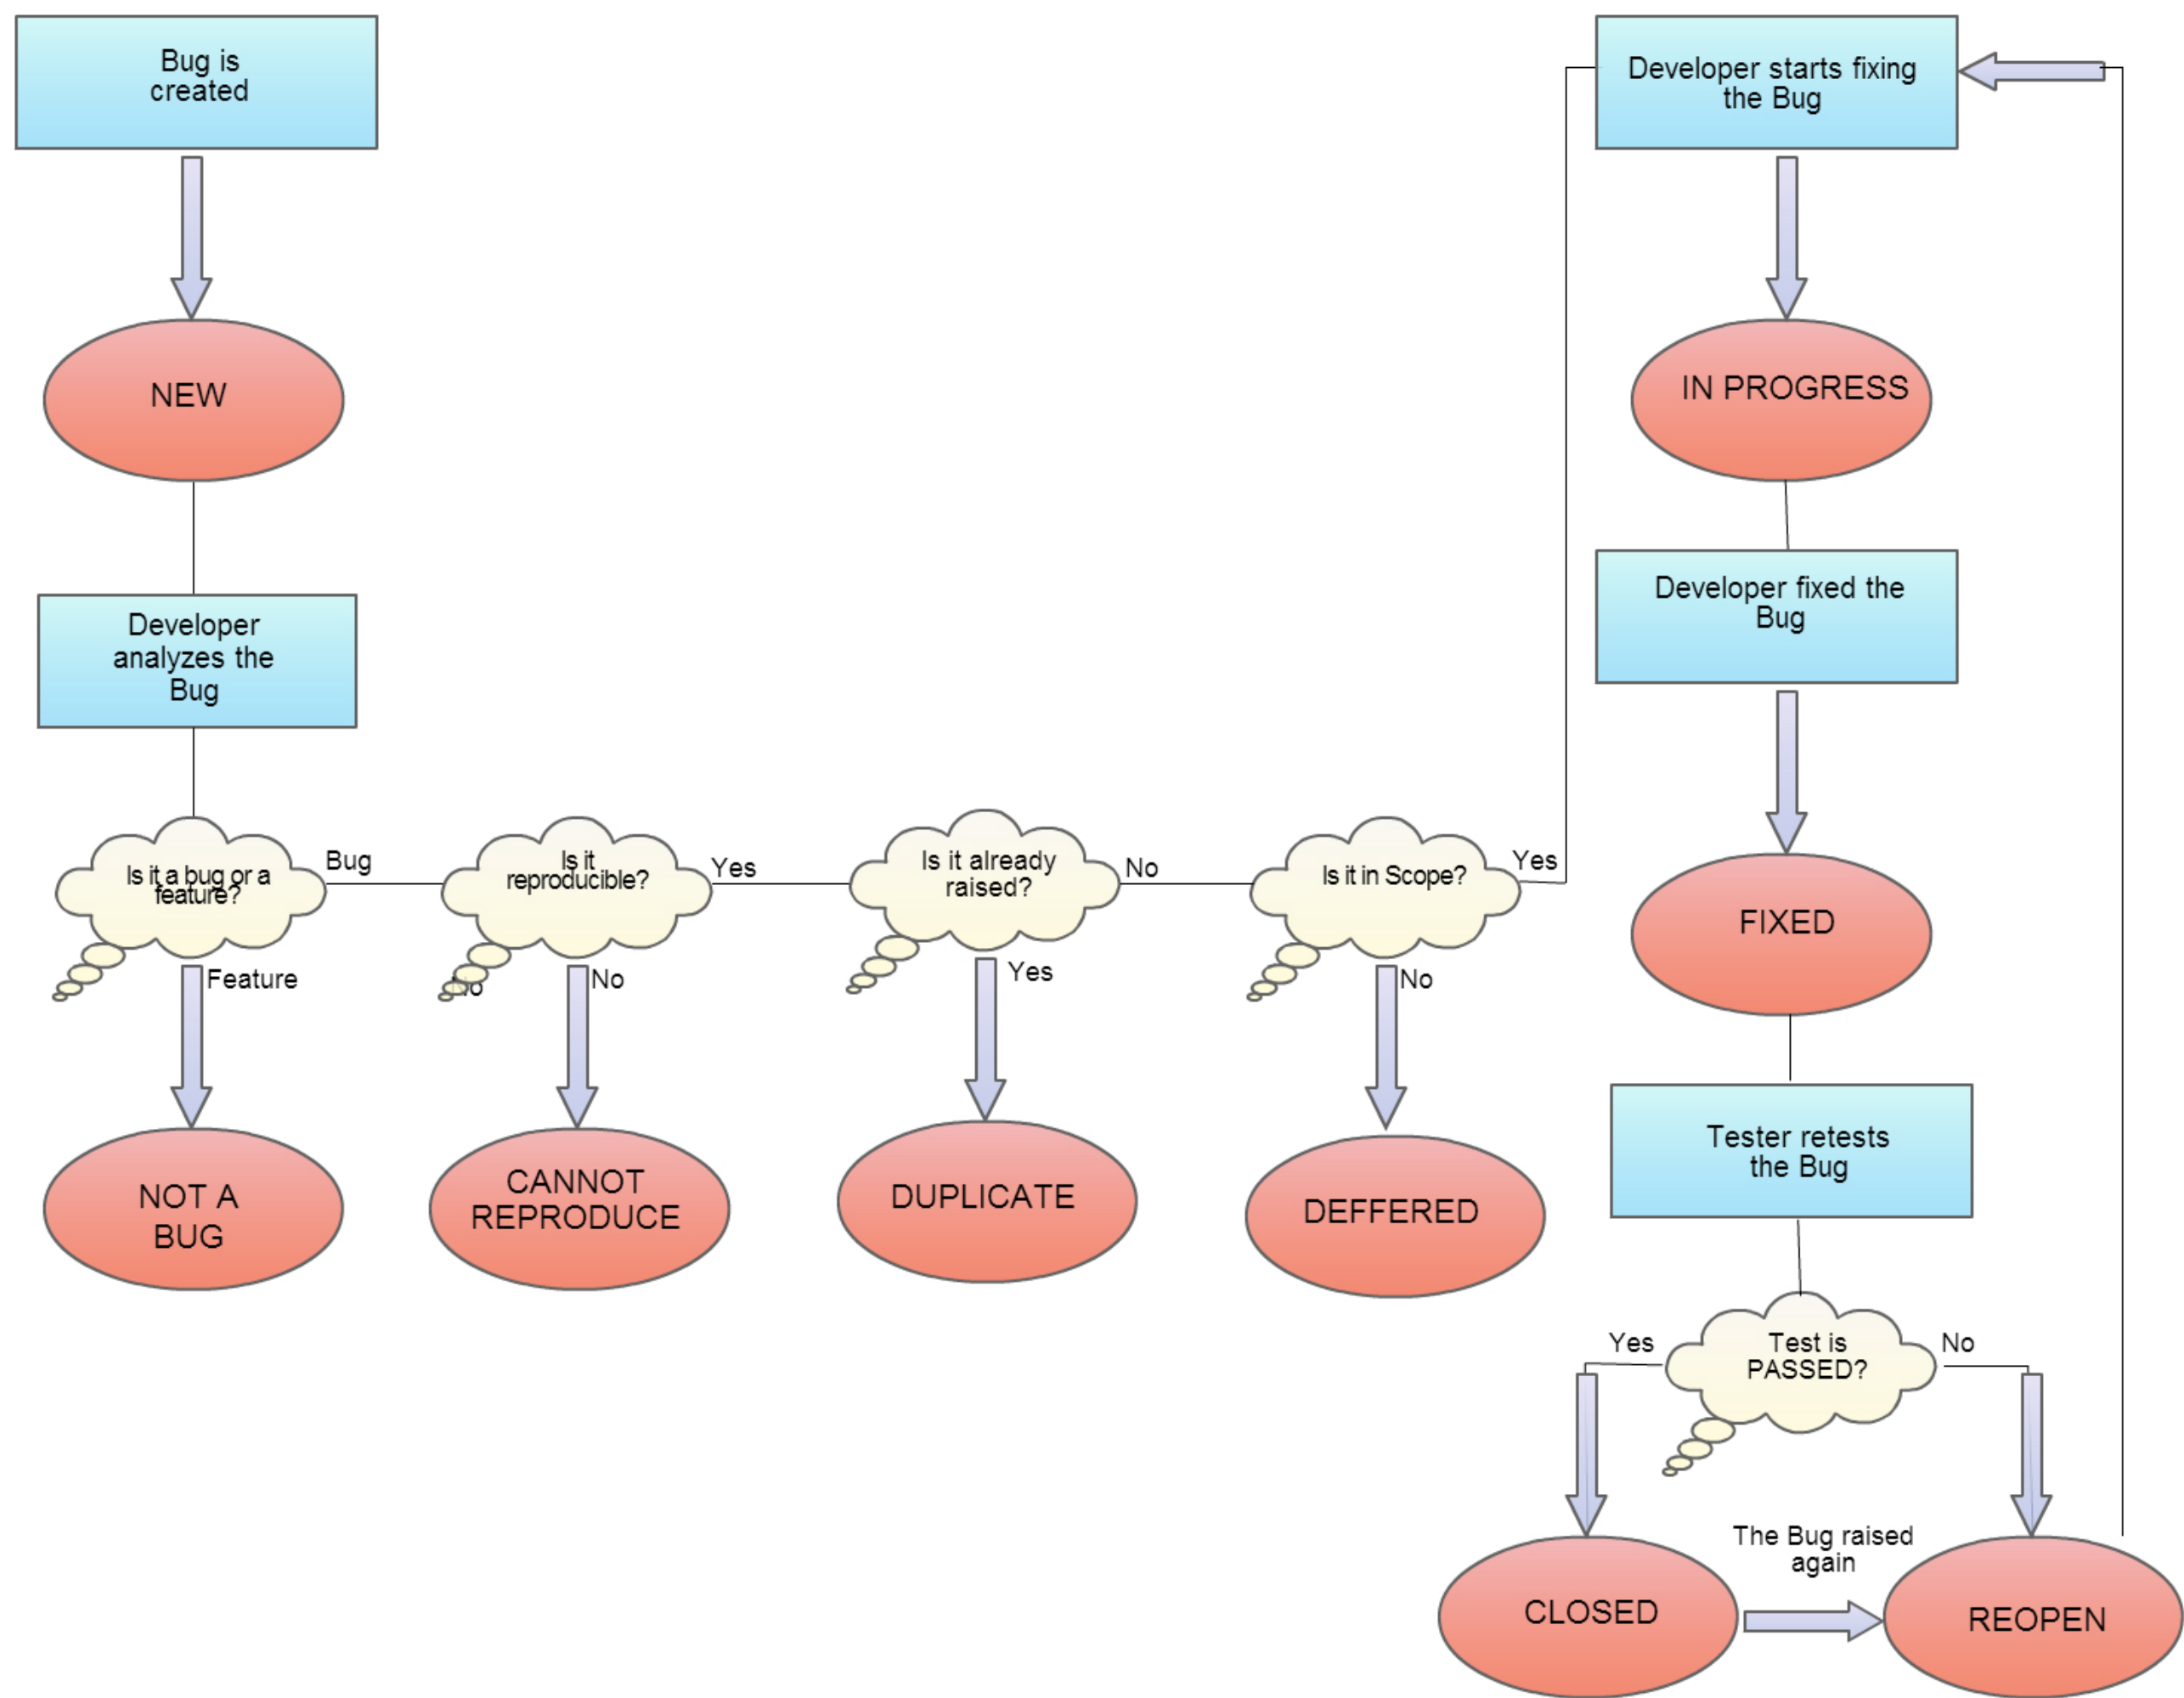 Bug is
created
NEW
Developer
analyzes the
Bug
Is it a bug or a
feature?
Bug
Feature
NOT A
BUG
Is it
reproducible?
Yes
No
No
CANNOT
REPRODUCE
Is it already
raised?
No
Yes
DUPLICATE
Is it in Scope?
Yes
No
DEFFERED
Developer starts fixing
the Bug
IN PROGRESS
Developer fixed the
Bug
FIXED
Tester retests
the Bug
Test is
PASSED?
Yes
No
The Bug raised
again
CLOSED
REOPEN